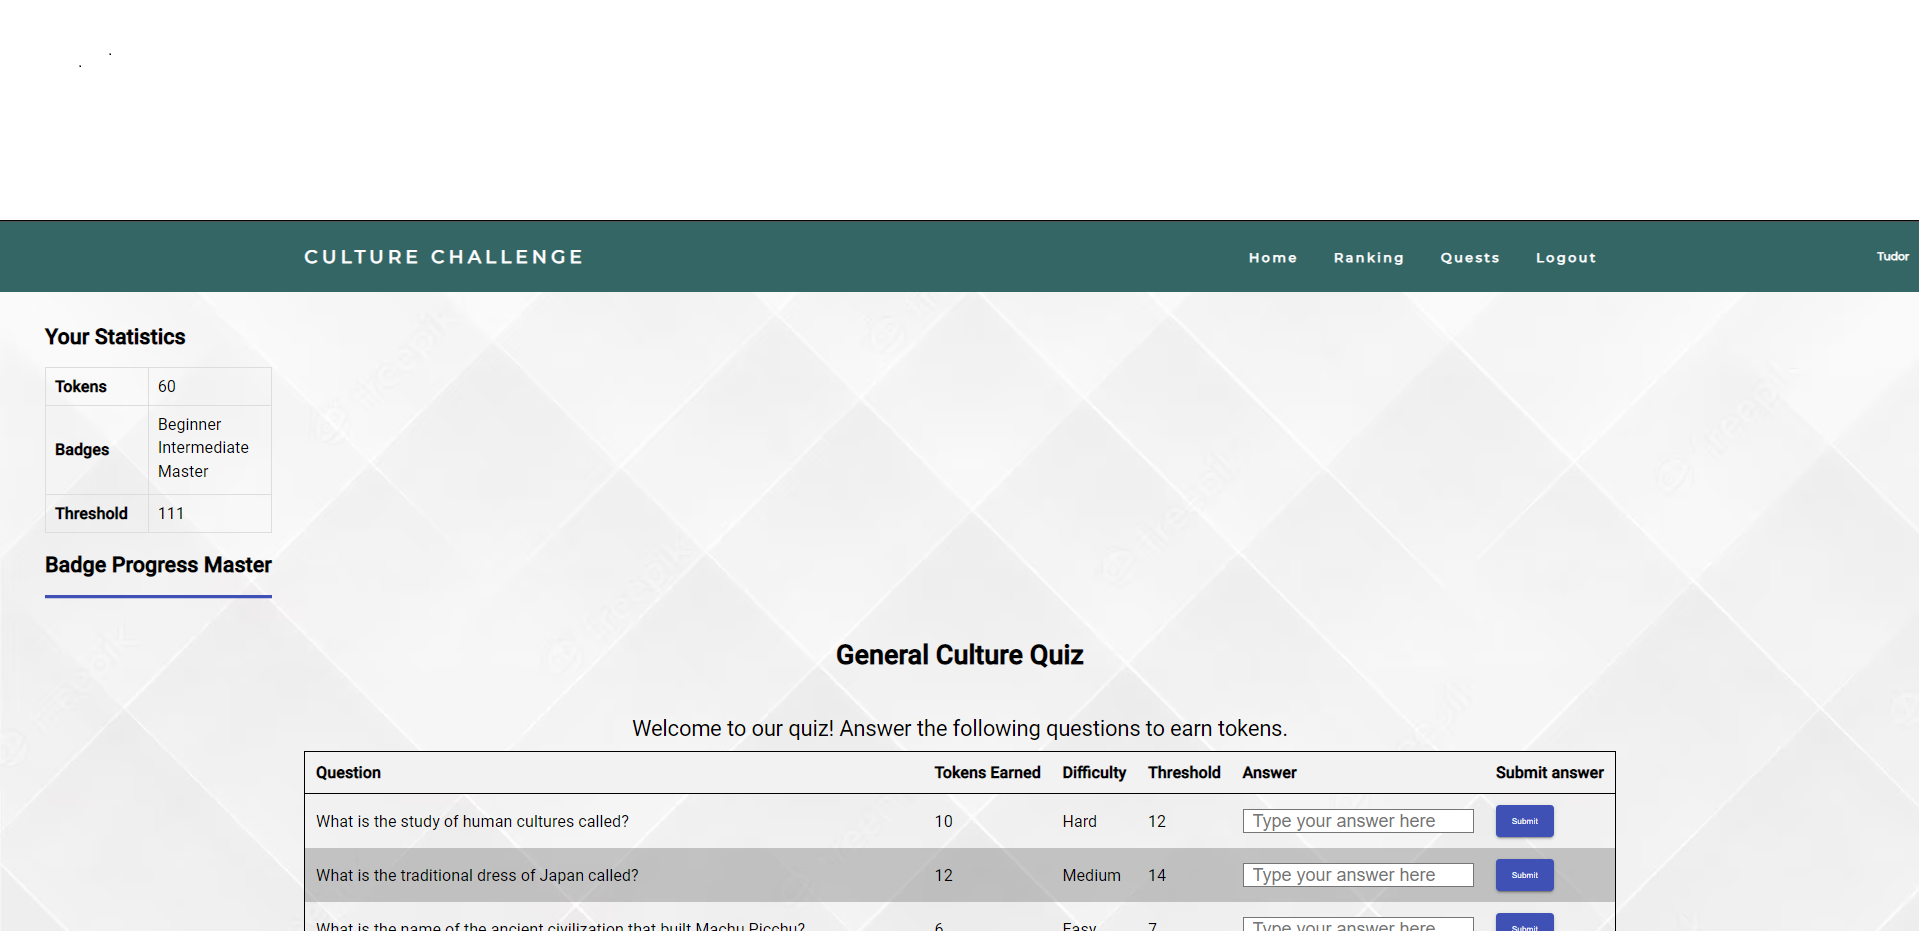 CULTURE CHALLENGE Home Ranking Quests Logout Tudor
Your Statistics
Tokens 60
Badges Beginner
Intermediate
Master
Threshold 111
Badge Progress Master
General Culture Quiz
Welcome to our quiz! Answer the following questions to earn tokens.
Question Tokens Earned Difficulty Threshold Answer Submit answer
What is the study of human cultures called? 10 Hard 12 Type your answer here Submit
What is the traditional dress of Japan called? 12 Medium 14 Type your answer here Submit
What is the name of the ancient civilization that built Machu Picchu? 6 Easy 7 Type your answer here Submit